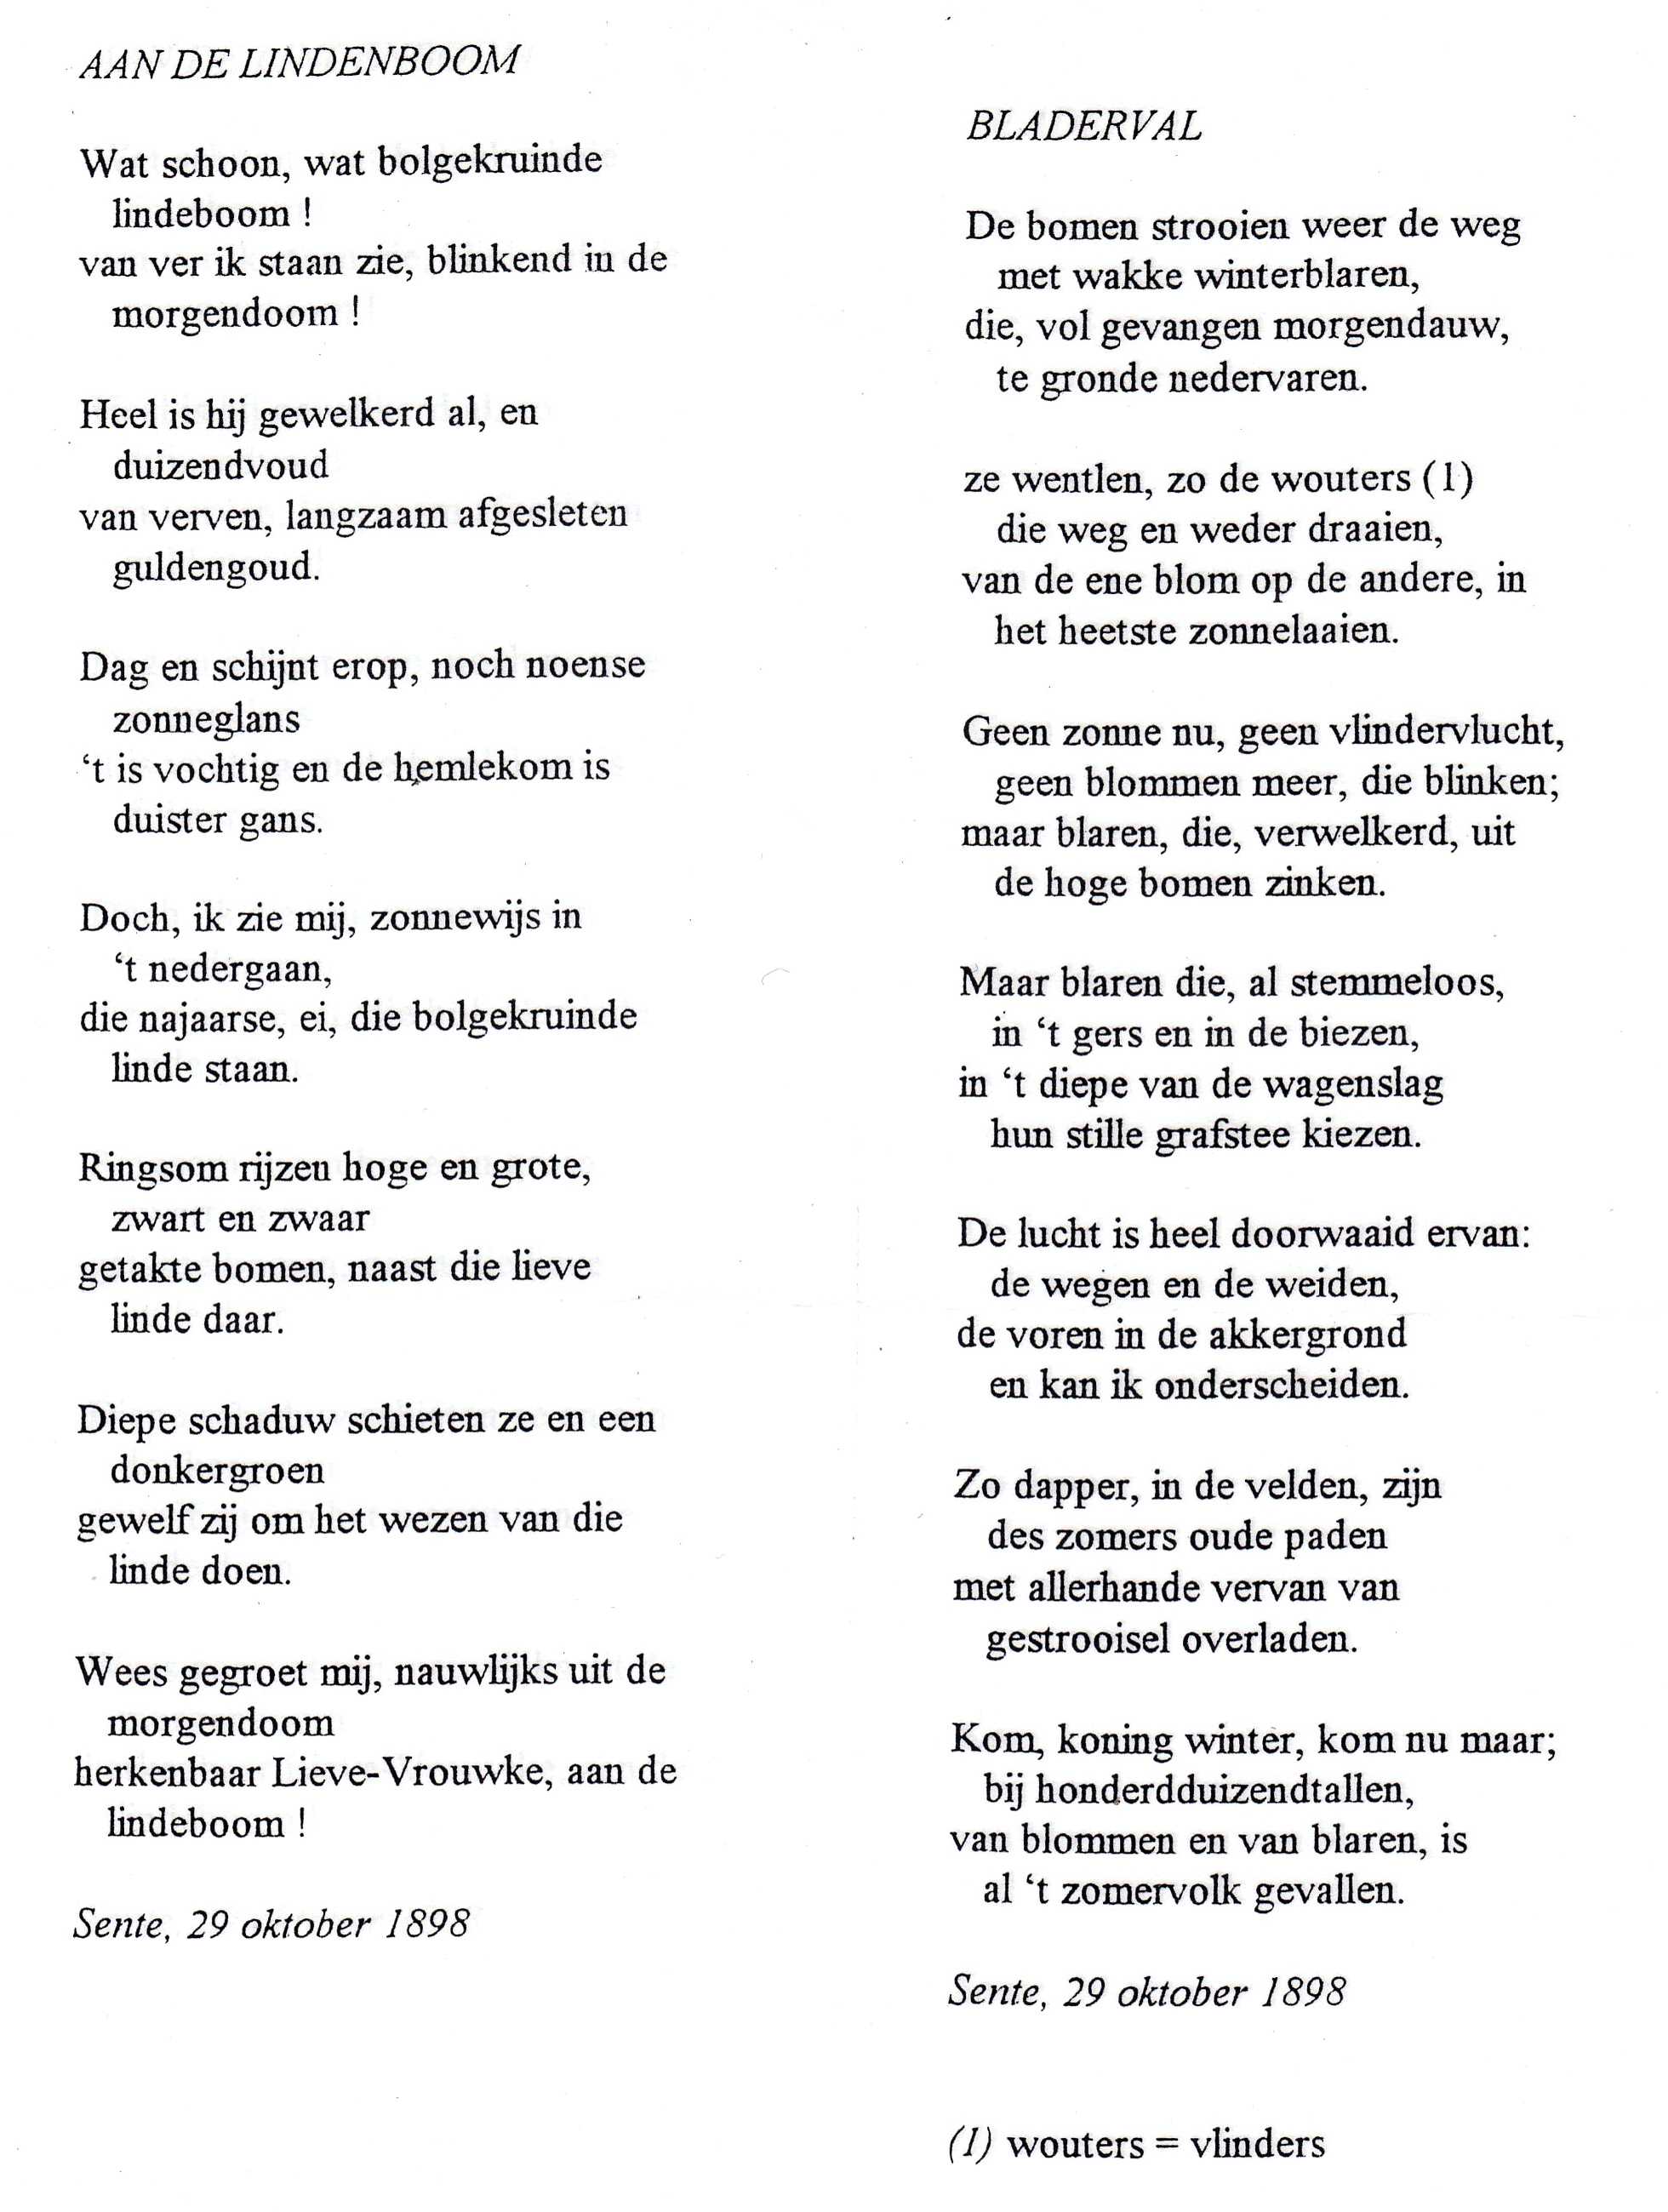 AAN DE LINDENBOOM
Wat schoon, wat bolgekruinde
lindeboom !
van ver ik staan zie, blinkend in de
morgendoom !
Heel is hij gewelkerd al, en
duizendvoud
van verven, langzaam afgesleten
guldengoud.
Dag en schijnt erop, noch noense
zonneglans
‘t is vochtig en de hemlekom is
duister gans.
Doch, ik zie mij, zonnewijs in
‘t nedergaan,
die najaarse, ei, die bolgekruinde
linde staan.
Ringsom rijzen hoge en grote,
zwart en zwaar
getakte bomen, naast die lieve
linde daar.
Diepe schaduw schieten ze en een
donkergroen
gewelf zij om het wezen van die
linde doen.
Wees gegroet mij, nauwlijks uit de
morgendoom
herkenbaar Lieve-Vrouwke, aan de
lindeboom !
Sente, 29 oktober 1898
BLADERVAL
De bomen strooien weer de weg
met wakke winterblaren,
die, vol gevangen morgendauw,
te gronde nedervaren.
ze wentlen, zo de wouters (1)
die weg en weder draaien,
van de ene blom op de andere, in
het heetste zonnelaaien.
Geen zonne nu, geen vlindervlucht,
geen blommen meer, die blinken;
maar blaren, die, verwelkerd, uit
de hoge bomen zinken.
Maar blaren die, al stemmeloos,
in ‘t gers en in de biezen,
in ‘t diepe van de wagenslag
hun stille grafstee kiezen.
De lucht is heel doorwaaid ervan:
de wegen en de weiden,
de voren in de akkergrond
en kan ik onderscheiden.
Zo dapper, in de velden, zijn
des zomers oude paden
met allerhande vervan van
gestrooisel overladen.
Kom, koning winter, kom nu maar;
bij honderdduizendtallen,
van blommen en van blaren, is
al ‘t zomervolk gevallen.
Sente, 29 oktober 1898
(1) wouters = vlinders